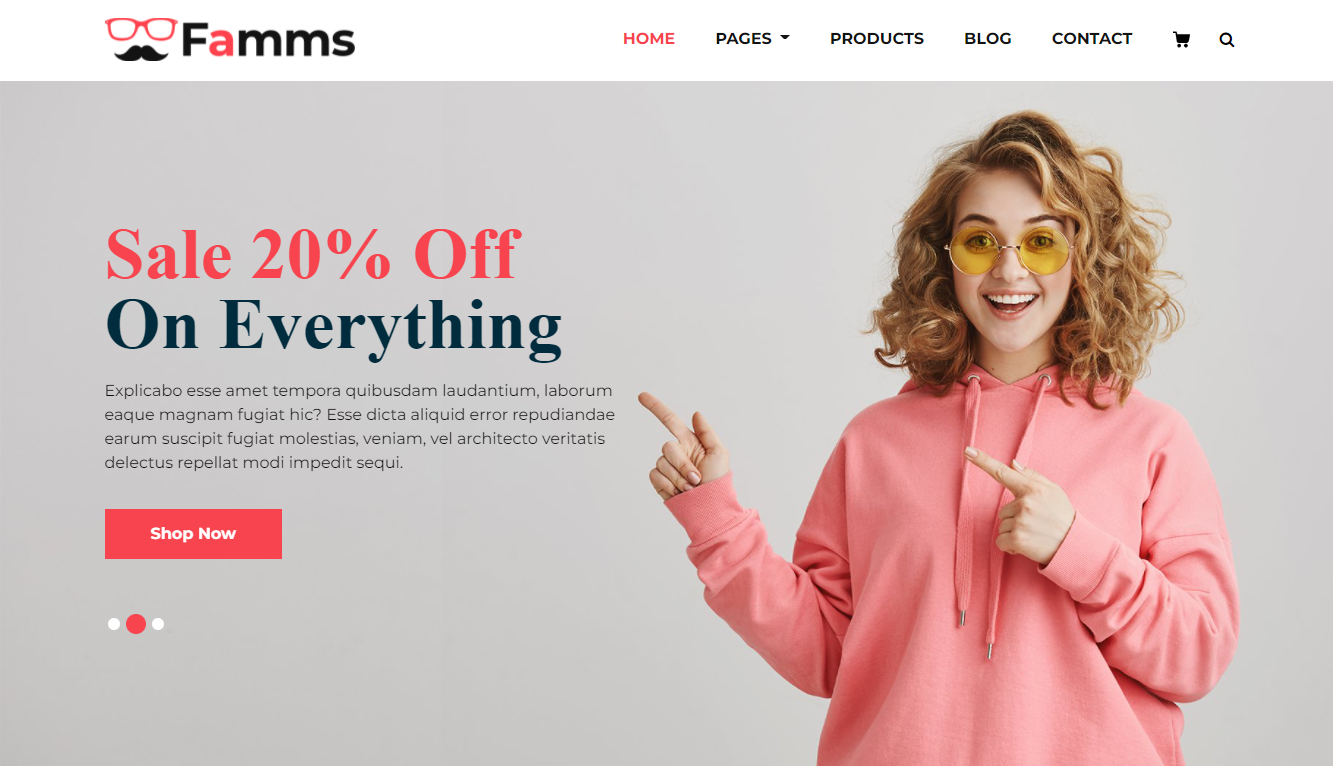 Famms
HOME PAGES PRODUCTS BLOG CONTACT
Sale 20% Off
On Everything
Explicabo esse amet tempora quibusdam laudantium, laborum
eaque magnam fugiat hic? Esse dicta aliquid error repudiandae
earum suscipit fugiat molestias, veniam, vel architecto veritatis
delectus repellat modi impedit sequi.
Shop Now